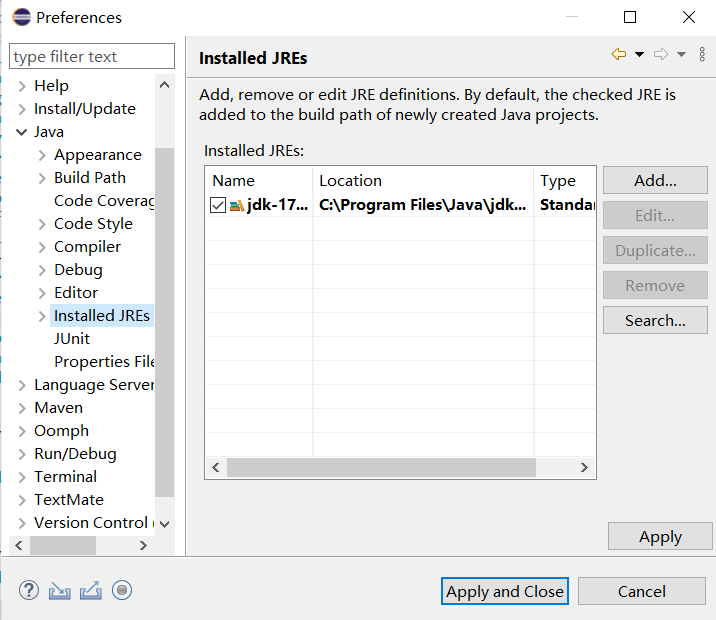 Preferences
type filter text
Help
Install/Update
Java
Appearance
Build Path
Code Coverag
Code Style
Compiler
Debug
Editor
Installed JREs
JUnit
Properties File
Language Server
Maven
Oomph
Run/Debug
Terminal
TextMate
Version Control (
Installed JREs
Add, remove or edit JRE definitions. By default, the checked JRE is
added to the build path of newly created Java projects.
Installed JREs:
Name Location Type
jdk-17... C:\Program Files\Java\jdk... Standar
Add...
Edit...
Duplicate...
Remove
Search...
Apply
Apply and Close Cancel